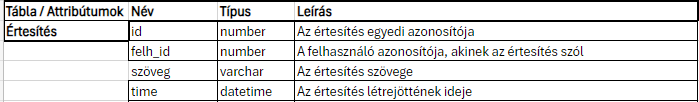 Tábla / Attribútumok Név Típus Leírás
Értesítés id number Az értesítés egyedi azonosítója
felh_id number A felhasználó azonosítója, akinek az értesítés szól
szöveg varchar Az értesítés szövege
time datetime Az értesítés létrejöttének ideje